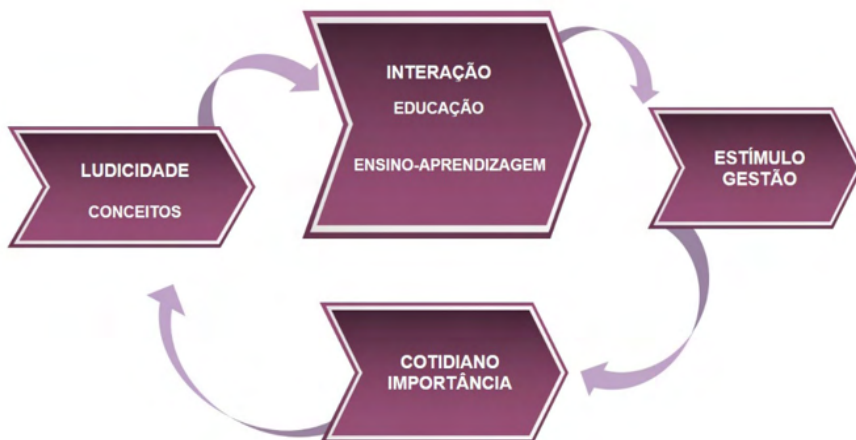 LUDICIDADE
CONCEITOS
INTERAÇÃO
EDUCAÇÃO
ENSINO-APRENDIZAGEM
ESTÍMULO
GESTÃO
COTIDIANO
IMPORTÂNCIA